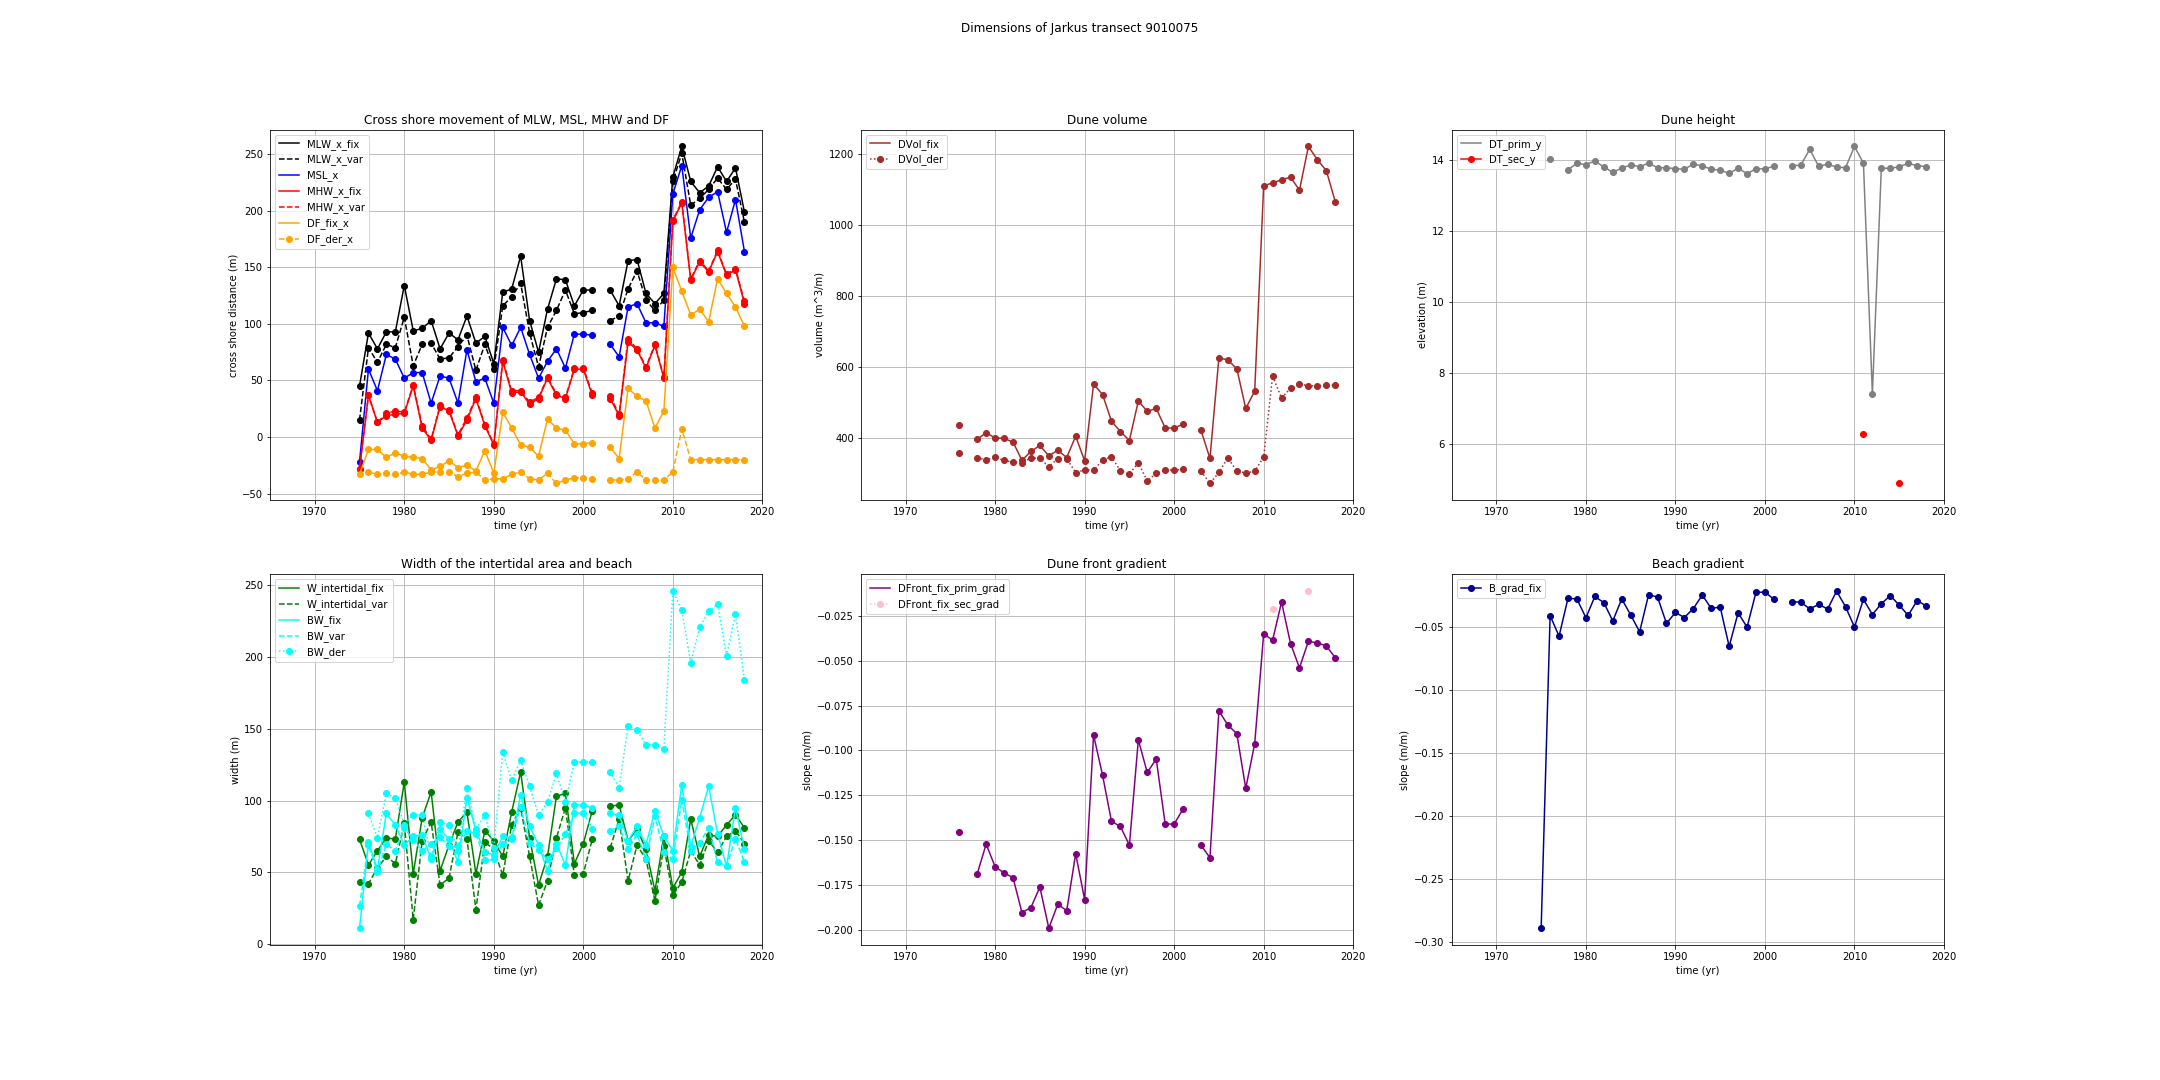 Dimensions of Jarkus transect 9010075
Cross shore movement of MLW, MSL, MHW and DF
MLW_x_fix
MLW_x_var
MSL_x
MHW_x_fix
MHW_x_var
DF_fix_x
DF_der_x
250
200
150
100
50
0
−50
cross shore distance (m)
1970 1980 1990 2000 2010 2020
time (yr)
Dune volume
DVol_fix
DVol_der
1200
1000
800
600
400
volume (m^3/m)
1970 1980 1990 2000 2010 2020
time (yr)
Dune height
DT_prim_y
DT_sec_y
14
12
10
8
6
elevation (m)
1970 1980 1990 2000 2010 2020
time (yr)
Width of the intertidal area and beach
W_intertidal_fix
W_intertidal_var
BW_fix
BW_var
BW_der
250
200
150
100
50
0
width (m)
1970 1980 1990 2000 2010 2020
time (yr)
Dune front gradient
DFront_fix_prim_grad
DFront_fix_sec_grad
−0.025
−0.050
−0.075
−0.100
−0.125
−0.150
−0.175
−0.200
slope (m/m)
1970 1980 1990 2000 2010 2020
time (yr)
Beach gradient
B_grad_fix
−0.05
−0.10
−0.15
−0.20
−0.25
−0.30
slope (m/m)
1970 1980 1990 2000 2010 2020
time (yr)